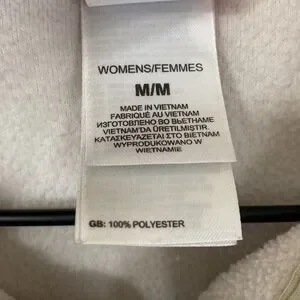 WOMENS/FEMMES
M/M
MADE IN VIETNAM
FABRIQUÉ AU VIETNAM
ИЗГОТОВЛЕНО ВО ВЬЕТНАМЕ
VIETNAM'DA ÜRETILMIŞTIR.
ΚΑΤΑΣΚΕΥΑΖΕΤΑΙ ΣΤΟ ΒΙΕΤΝΑΜ
WYPRODUKOWANO W
WIETNAMIE
GB: 100% POLYESTER